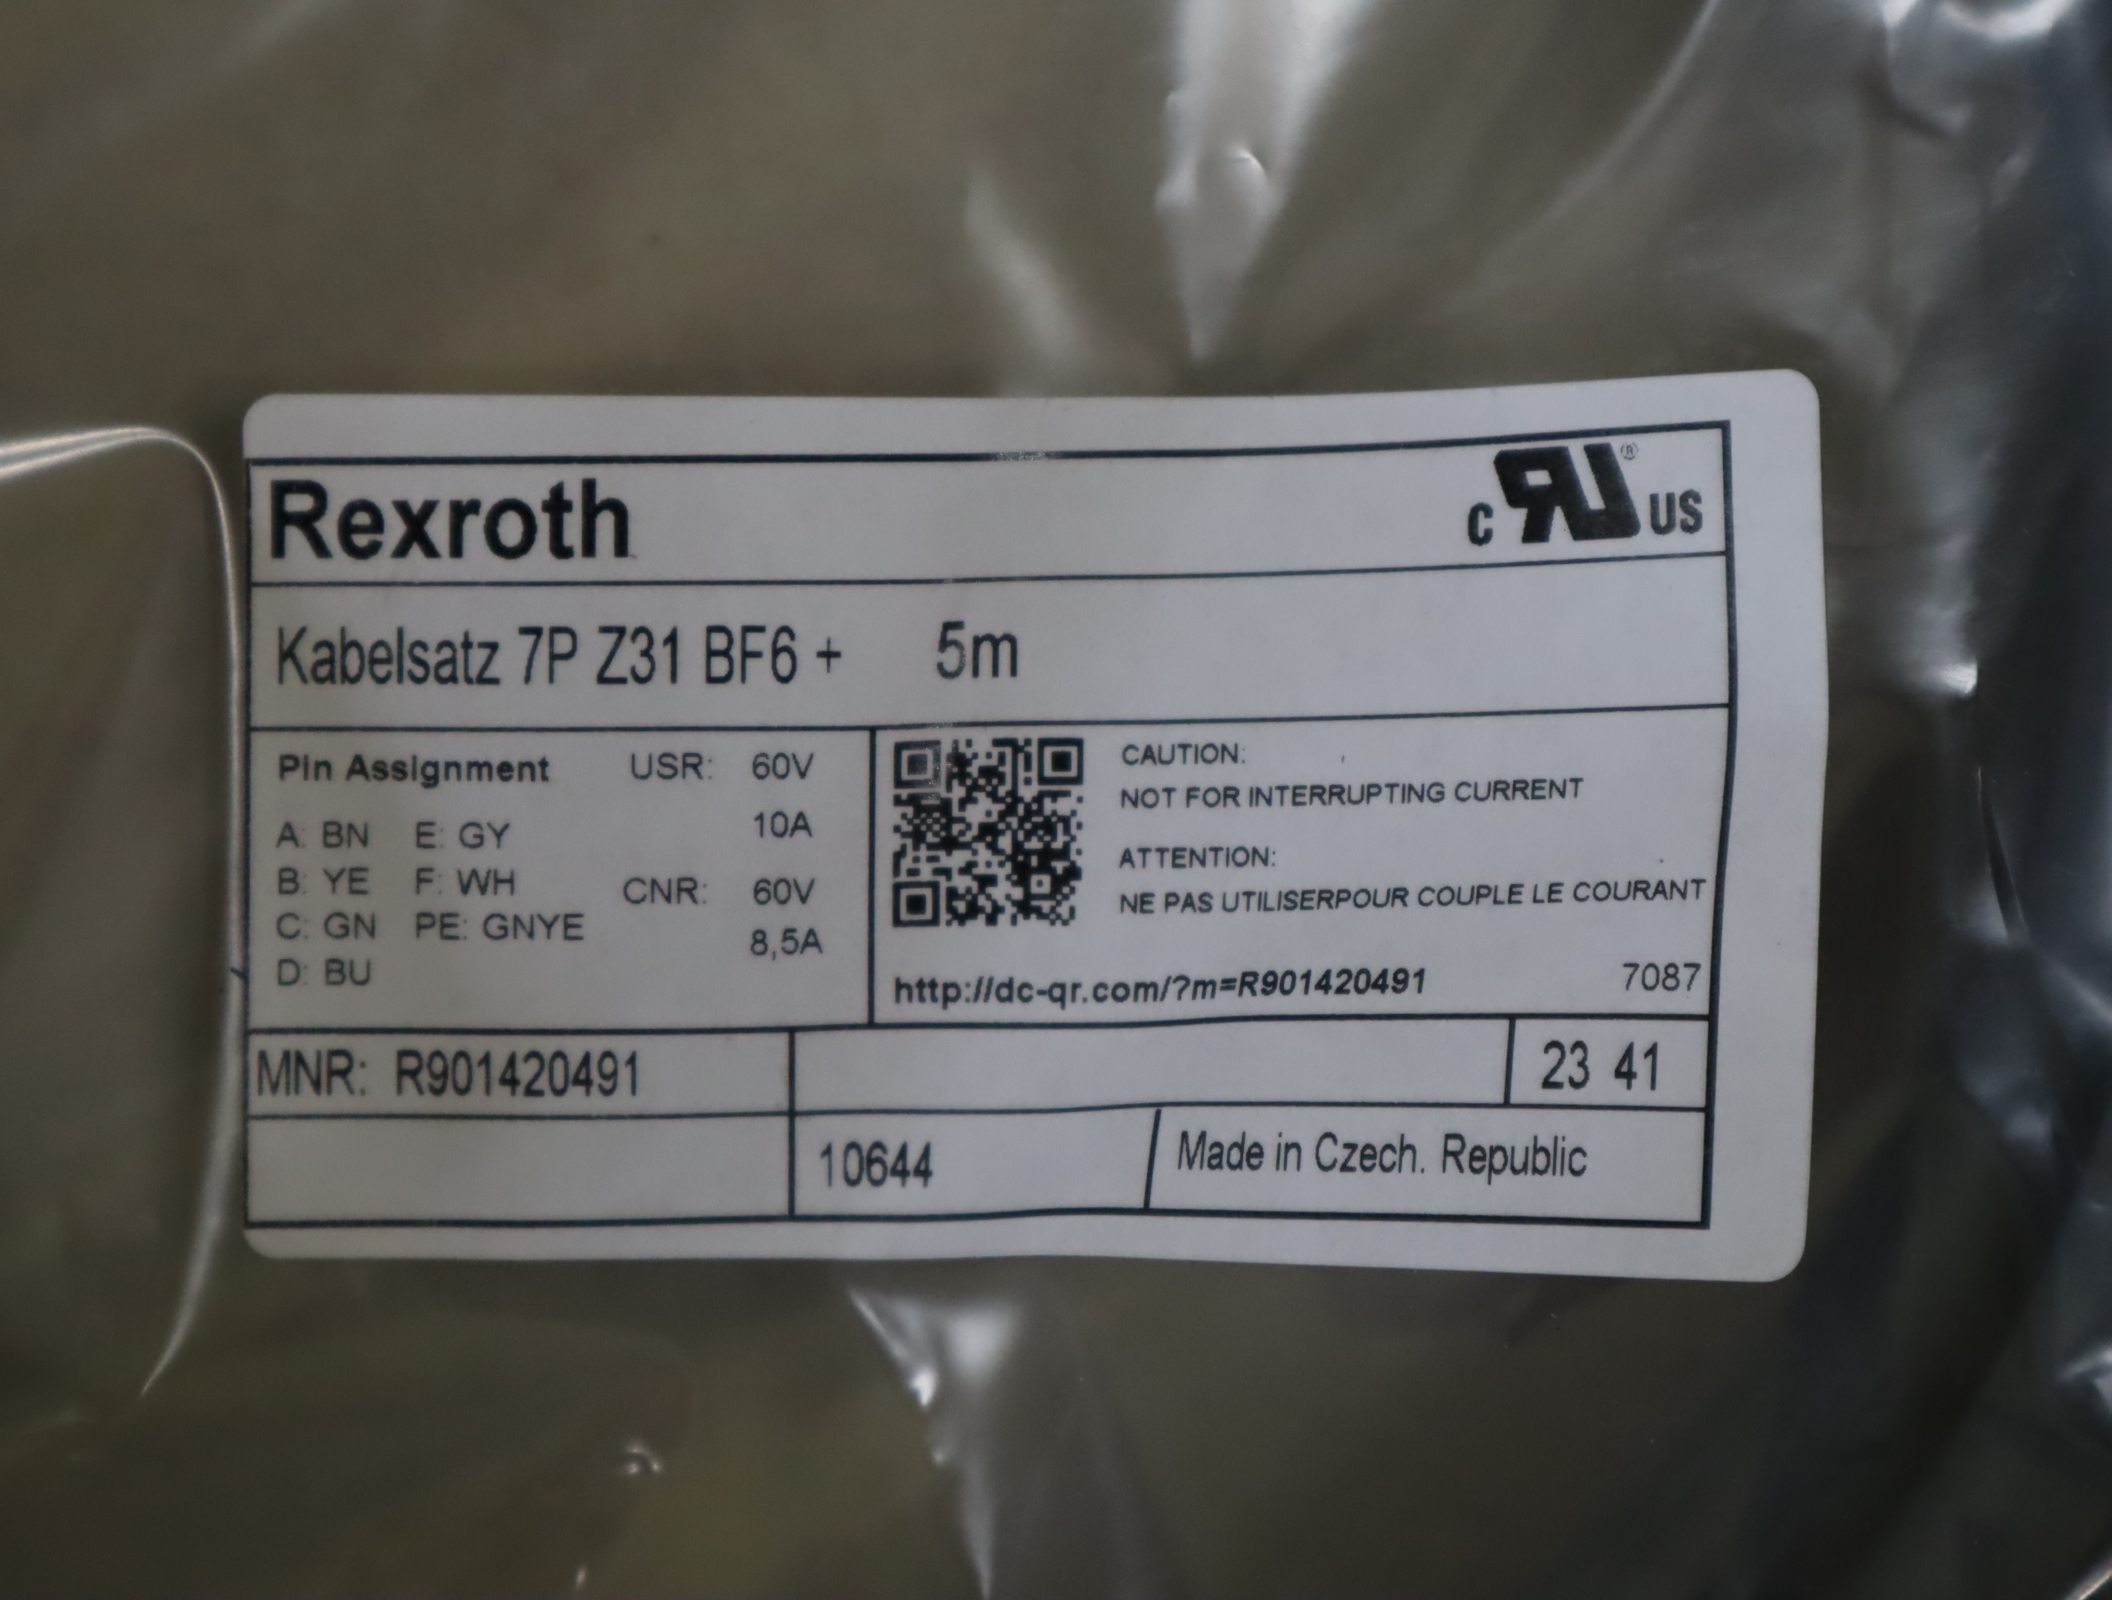 Rexroth
c RU ® US
Kabelsatz 7P Z31 BF6 + 5m
Pin Assignment USR: 60V
10A
A: BN E: GY
B: YE F: WH CNR: 60V
C: GN PE: GNYE 8,5A
D: BU
CAUTION:
NOT FOR INTERRUPTING CURRENT
ATTENTION:
NE PAS UTILISERPOUR COUPLE LE COURANT
http://dc-qr.com/?m=R901420491 7087
MNR: R901420491 23 41
10644 Made in Czech. Republic